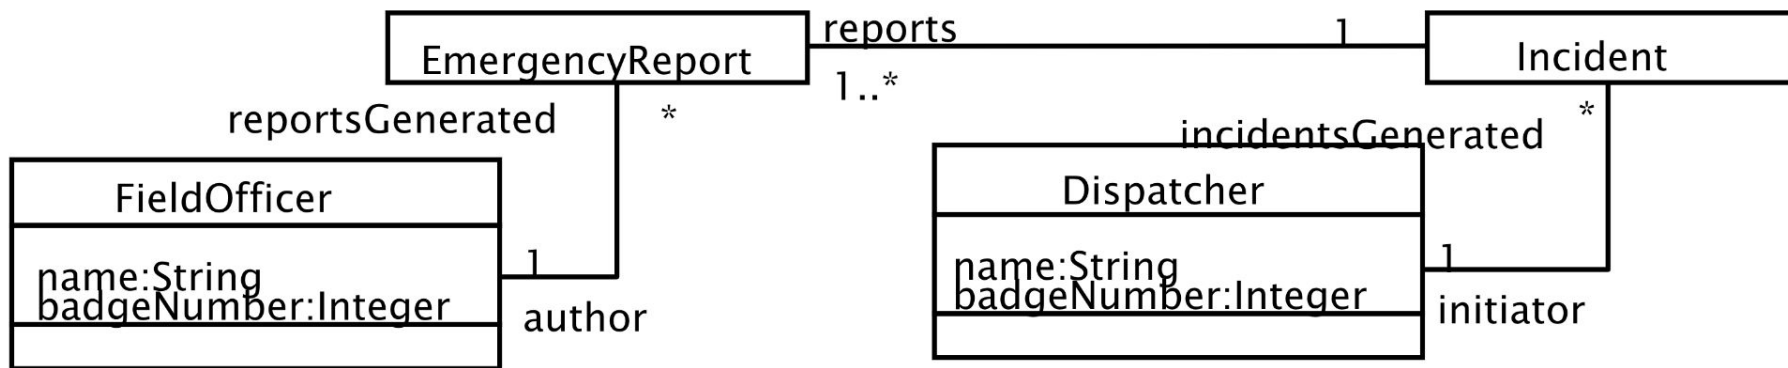 reports
1
EmergencyReport
Incident
1..*
reportsGenerated
*
*
incidentsGenerated
FieldOfficer
Dispatcher
name:String
badgeNumber:Integer
1
author
name:String
badgeNumber:Integer
1
initiator